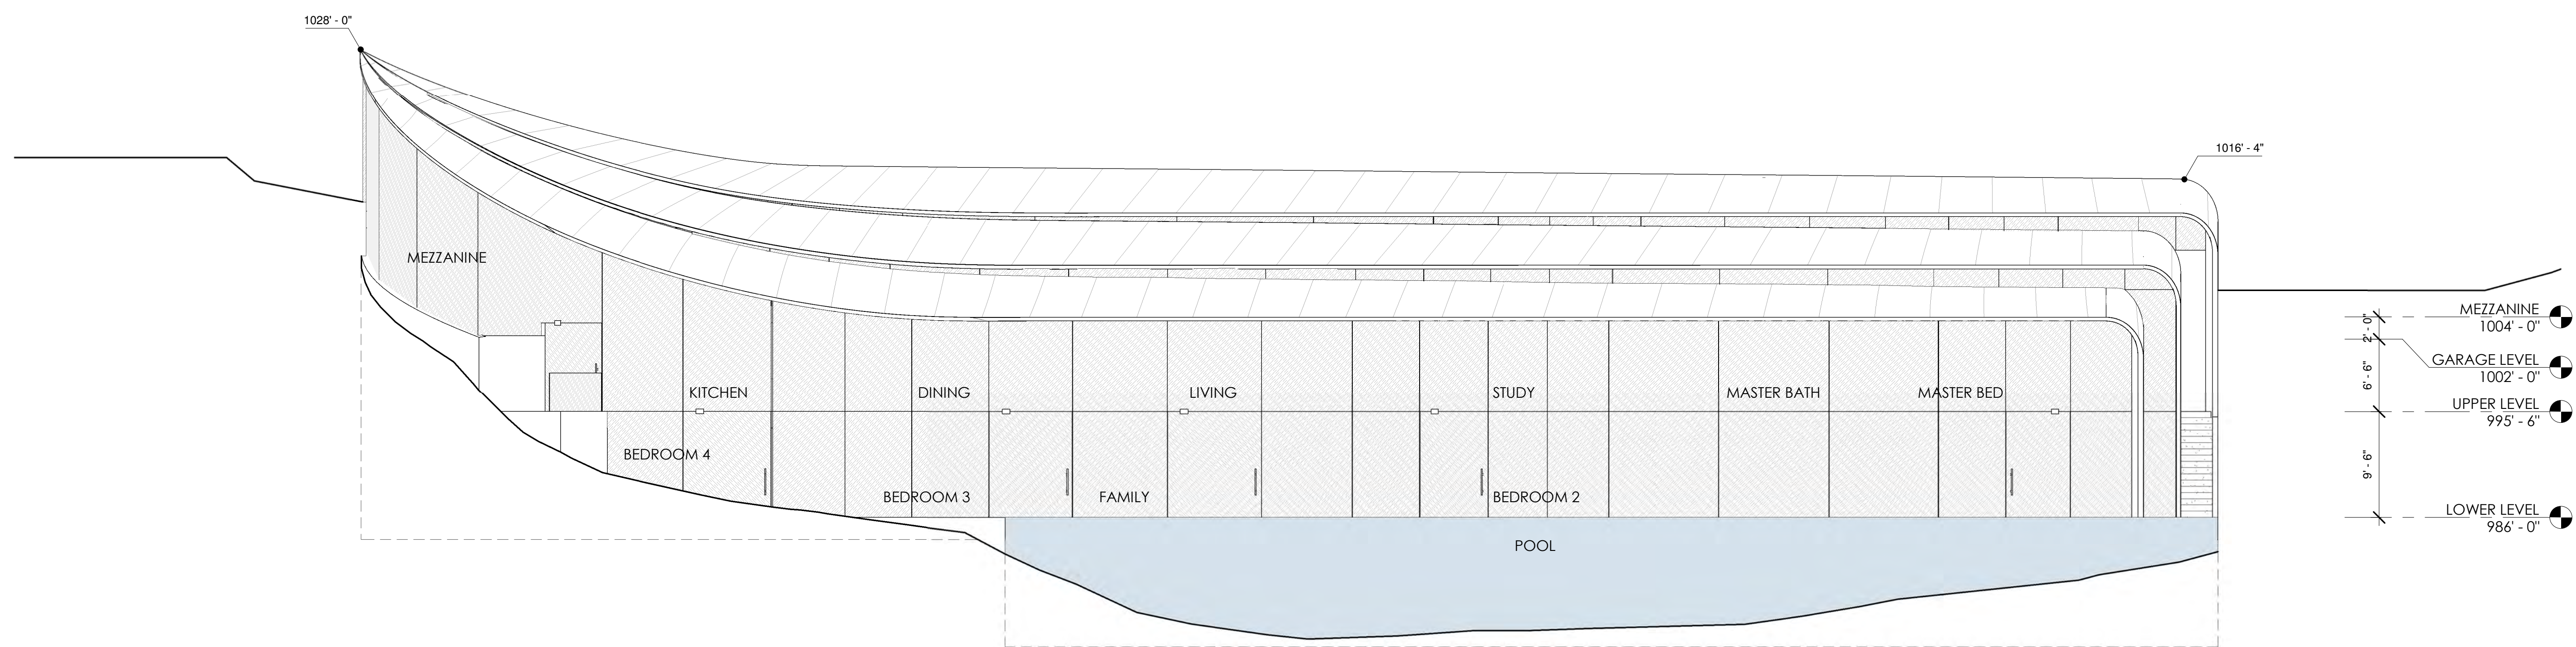 1028' - 0"
1016' - 4"
MEZZANINE
MEZZANINE
1004' - 0"
2' - 0"
GARAGE LEVEL
1002' - 0"
6' - 6"
KITCHEN
DINING
LIVING
STUDY
MASTER BATH
MASTER BED
UPPER LEVEL
995' - 6"
BEDROOM 4
9' - 6"
BEDROOM 3
FAMILY
BEDROOM 2
LOWER LEVEL
986' - 0"
POOL